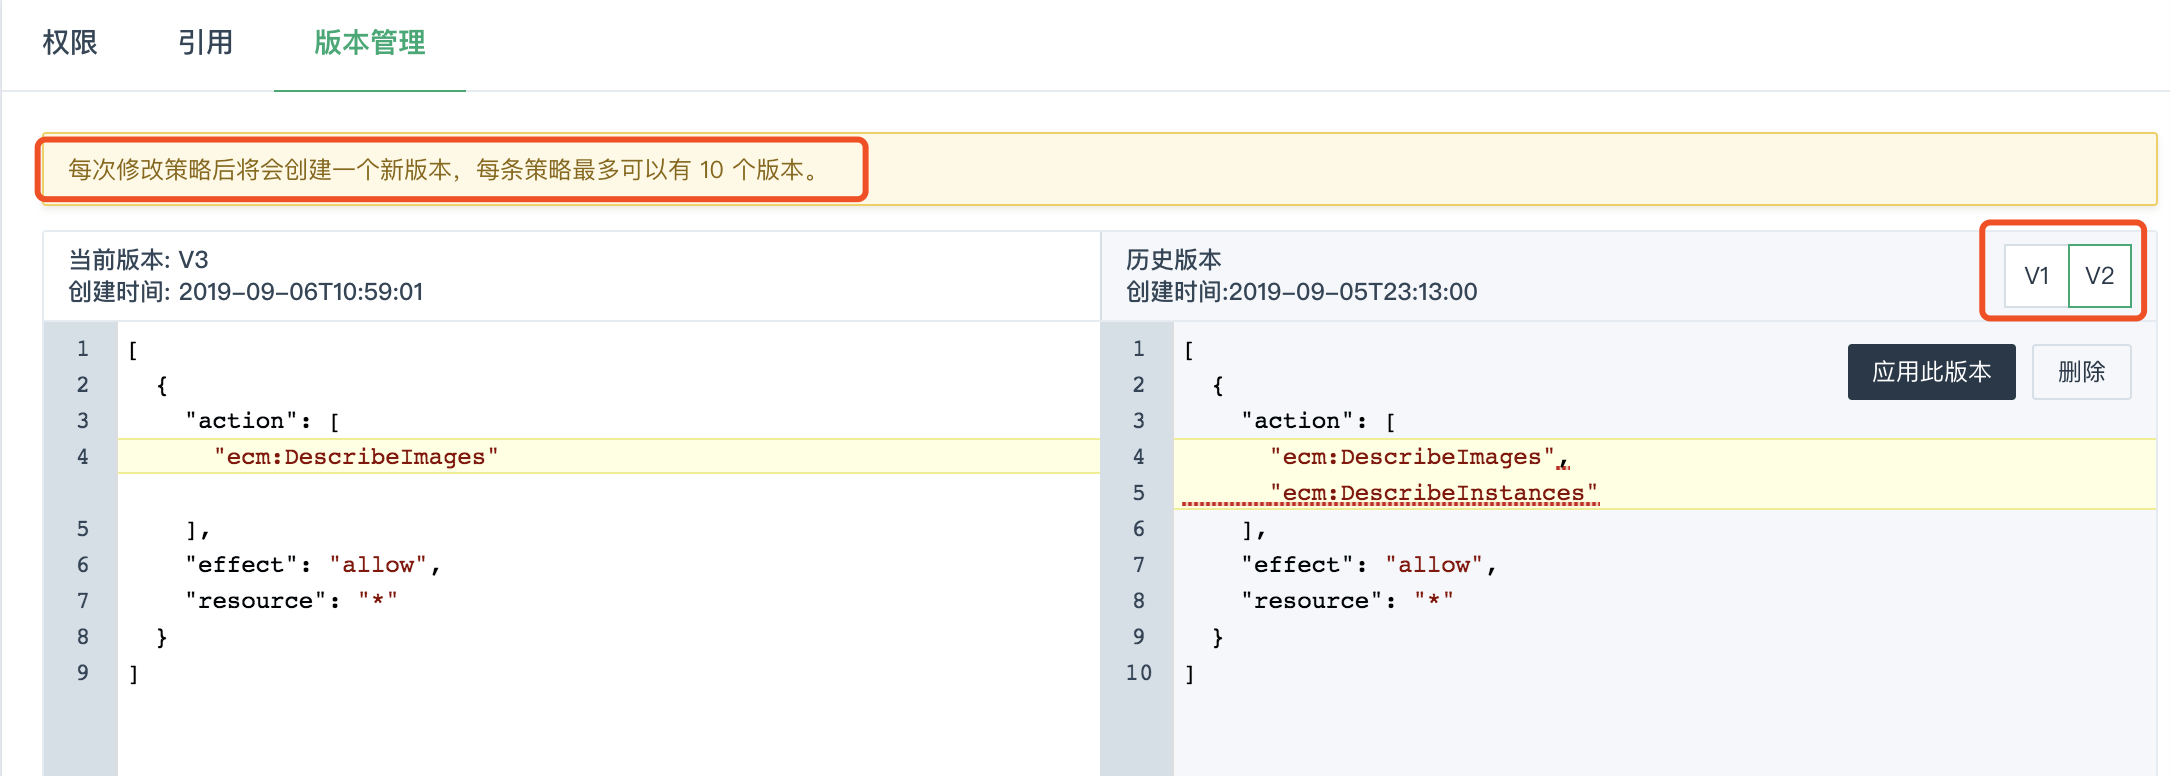 权限 引用 版本管理
每次修改策略后将会创建一个新版本，每条策略最多可以有 10 个版本。
当前版本: V3
创建时间: 2019-09-06T10:59:01
历史版本
创建时间:2019-09-05T23:13:00
V1 V2
1 [
2   {
3     "action": [
4       "ecm:DescribeImages"
5     ],
6     "effect": "allow",
7     "resource": "*"
8   }
9 ]
应用此版本 删除
1 [
2   {
3     "action": [
4       "ecm:DescribeImages",
5       "ecm:DescribeInstances"
6     ],
7     "effect": "allow",
8     "resource": "*"
9   }
10 ]